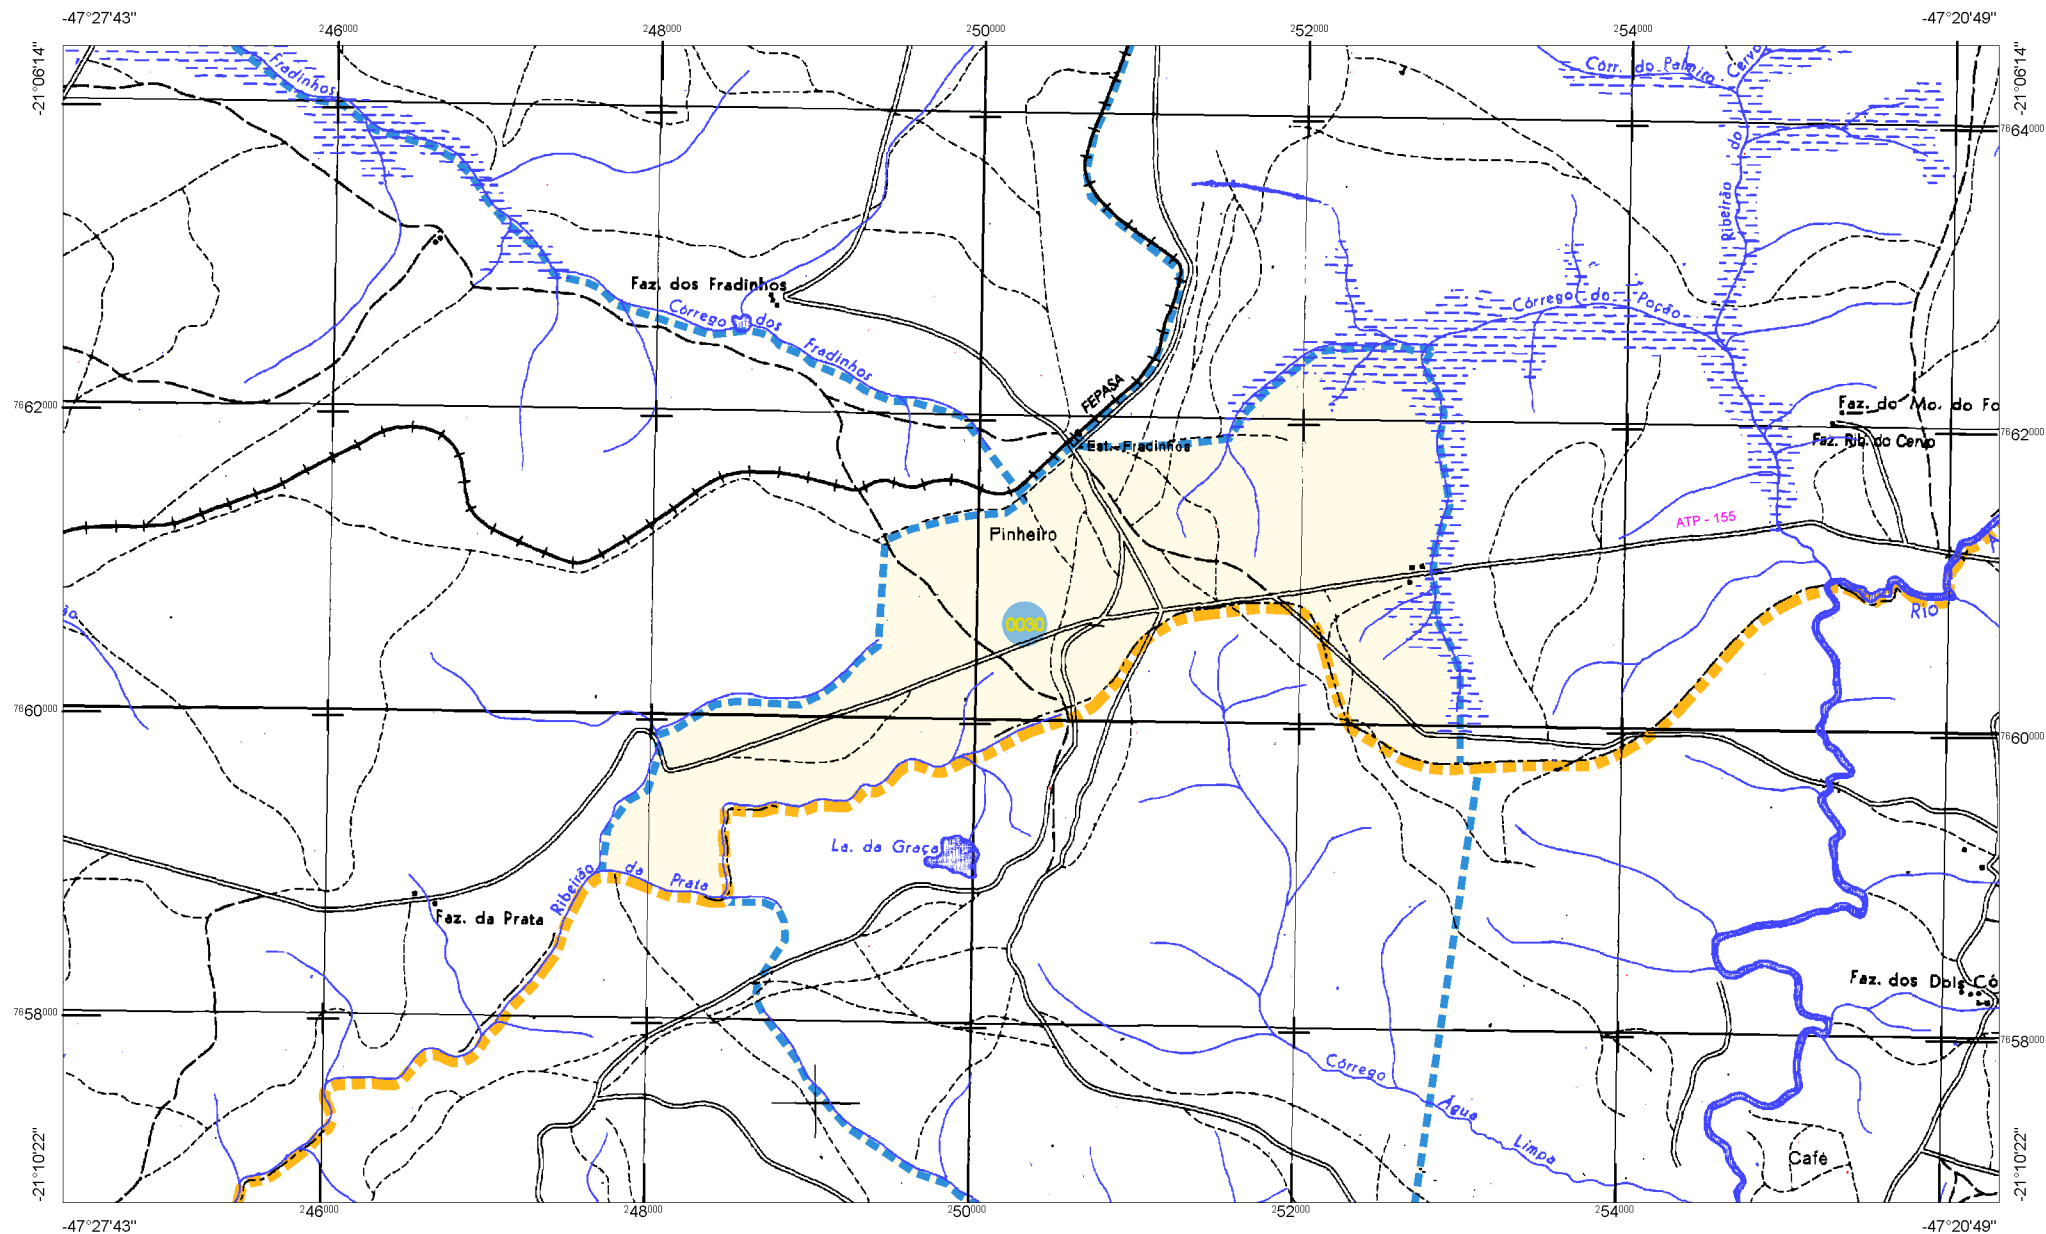 -47°27'43"
-47°20'49"
246000
248000
250000
252000
254000
-21°06'14"
-21°06'14"
Fradinhos
Córr. do Palmito
Cervo
Ribeirão do
7664000
Faz. dos Fradinhos
Córrego dos
Fradinhos
Córrego do Poção
FEPASA
Est. Fradinhos
7662000
7662000
Faz. do Mo. do Fo
Faz. Rib. do Cervo
ATP - 155
Pinheiro
0030
ão
Rio
A
7660000
7660000
La. da Graça
Ribeirão da Prata
Faz. da Prata
Faz. dos Dois Có
7658000
7658000
Córrego Água Limpa
Café
-21°10'22"
-21°10'22"
246000
248000
250000
252000
254000
-47°27'43"
-47°20'49"